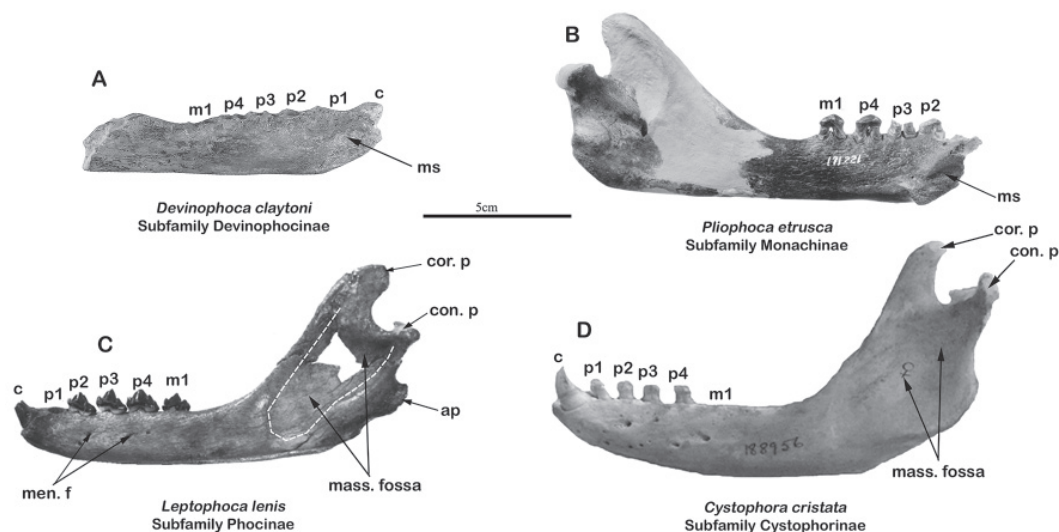 A
m1 p4 p3 p2 p1 c
ms
Devinophoca claytoni
Subfamily Devinophocinae
5cm
B
m1 p4 p3 p2
171221
ms
Pliophoca etrusca
Subfamily Monachinae
C
c p1 p2 p3 p4 m1
cor. p
con. p
ap
men. f
mass. fossa
Leptophoca lenis
Subfamily Phocinae
D
c p1 p2 p3 p4 m1
cor. p
con. p
188956
mass. fossa
Cystophora cristata
Subfamily Cystophorinae